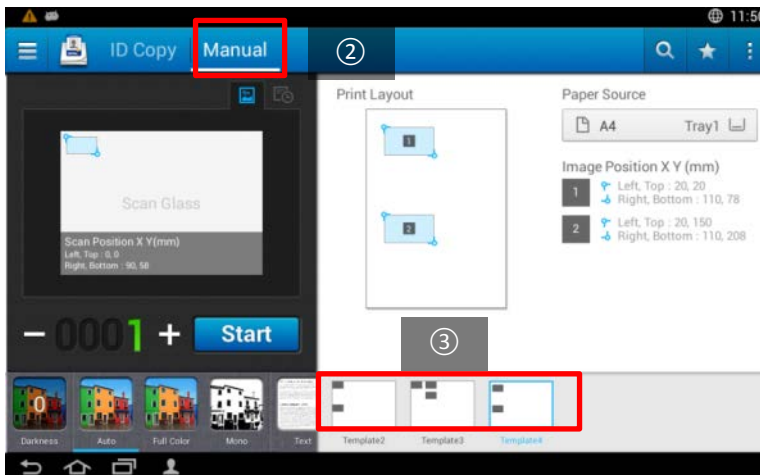 11:50
ID Copy
Manual
②
Print Layout
Paper Source
A4
Tray1
Image Position X Y (mm)
1
Left, Top : 20, 20
Right, Bottom : 110, 78
2
Left, Top : 20, 150
Right, Bottom : 110, 208
1
2
Scan Glass
Scan Position X Y(mm)
Left, Top : 0, 0
Right, Bottom : 90, 58
0001
Start
③
0
Darkness
Auto
Full Color
Mono
Text
Template2
Template3
Template4